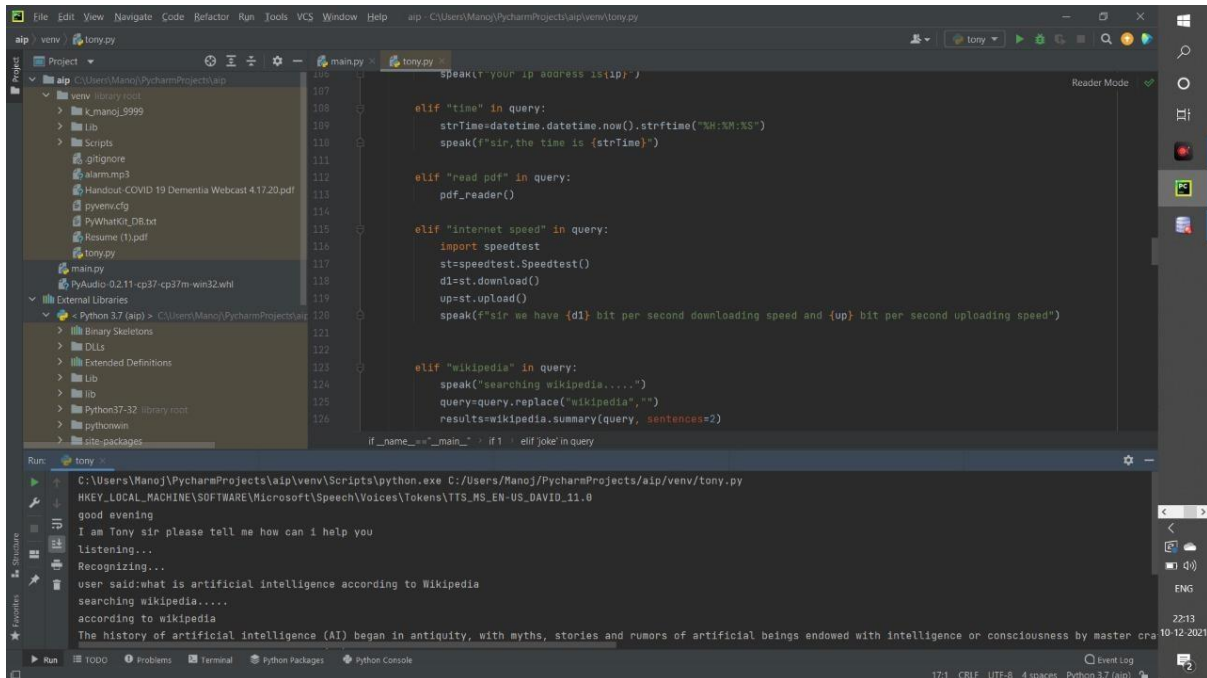 File Edit View Navigate Code Refactor Run Tools VCS Window Help aip - C:\Users\Manoj\PycharmProjects\aip\venv\tony.py
aip venv tony.py
tony
Project
main.py
tony.py
Reader Mode
aip C:\Users\Manoj\PycharmProjects\aip
venv library root
k_manoj_9999
Lib
Scripts
.gitignore
alarm.mp3
Handout-COVID 19 Dementia Webcast 4.17.20.pdf
pyvenv.cfg
PyWhatKit_DB.txt
Resume (1).pdf
tony.py
main.py
PyAudio-0.2.11-cp37-cp37m-win32.whl
External Libraries
< Python 3.7 (aip) > C:\Users\Manoj\PycharmProjects\aip
Binary Skeletons
DLLs
Extended Definitions
Lib
lib
Python37-32 library root
pythonwin
site-packages
106 speak(f"your ip address is{ip}")
107
108 elif "time" in query:
109 strTime=datetime.datetime.now().strftime("%H:%M:%S")
110 speak(f"sir,the time is {strTime}")
111
112 elif "read pdf" in query:
113 pdf_reader()
114
115 elif "internet speed" in query:
116 import speedtest
117 st=speedtest.Speedtest()
118 d1=st.download()
119 up=st.upload()
120 speak(f"sir we have {d1} bit per second downloading speed and {up} bit per second uploading speed")
121
122
123 elif "wikipedia" in query:
124 speak("searching wikipedia.....")
125 query=query.replace("wikipedia","")
126 results=wikipedia.summary(query, sentences=2)
if __name__=="__main__" > if 1 > elif 'joke' in query
Run: tony
C:\Users\Manoj\PycharmProjects\aip\venv\Scripts\python.exe C:/Users/Manoj/PycharmProjects/aip/venv/tony.py
HKEY_LOCAL_MACHINE\SOFTWARE\Microsoft\Speech\Voices\Tokens\TTS_MS_EN-US_DAVID_11.0
good evening
I am Tony sir please tell me how can i help you
listening...
Recognizing...
user said:what is artificial intelligence according to Wikipedia
searching wikipedia.....
according to wikipedia
The history of artificial intelligence (AI) began in antiquity, with myths, stories and rumors of artificial beings endowed with intelligence or consciousness by master cra
Structure
Favorites
Run TODO Problems Terminal Python Packages Python Console Event Log
17:1 CRLF UTF-8 4 spaces Python 3.7 (aip)
PC
ENG
22:13
10-12-2021
2